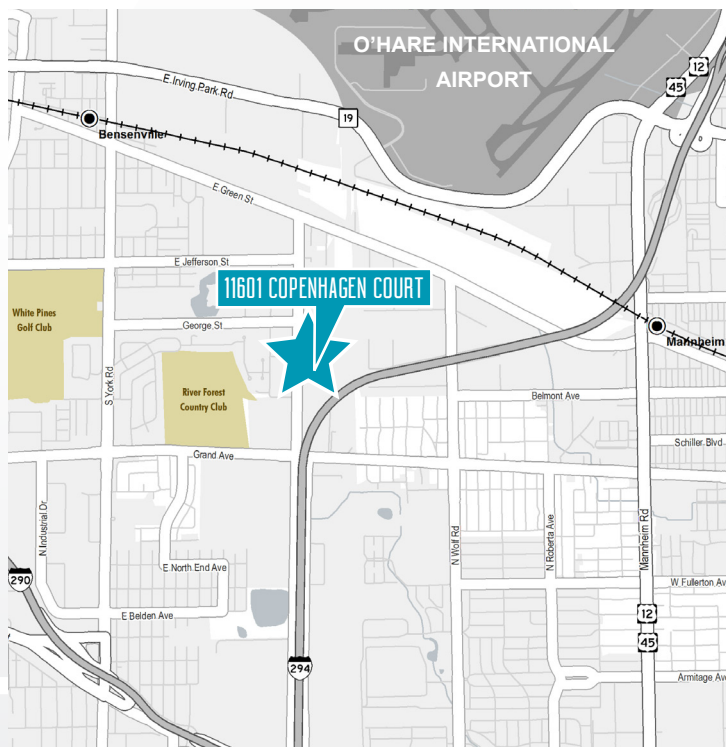 O'HARE INTERNATIONAL
AIRPORT
12
45
E Irving Park Rd
19
Bensenville
E Green St
E Jefferson St
11601 COPENHAGEN COURT
White Pines
Golf Club
George St
Mannheim
S York Rd
River Forest
Country Club
Belmont Ave
Schiller Blvd
Grand Ave
N Industrial Dr
N Wolf Rd
N Roberta Ave
Mannheim Rd
E North End Ave
290
W Fullerton Av
E Belden Ave
12
45
294
Armitage Ave